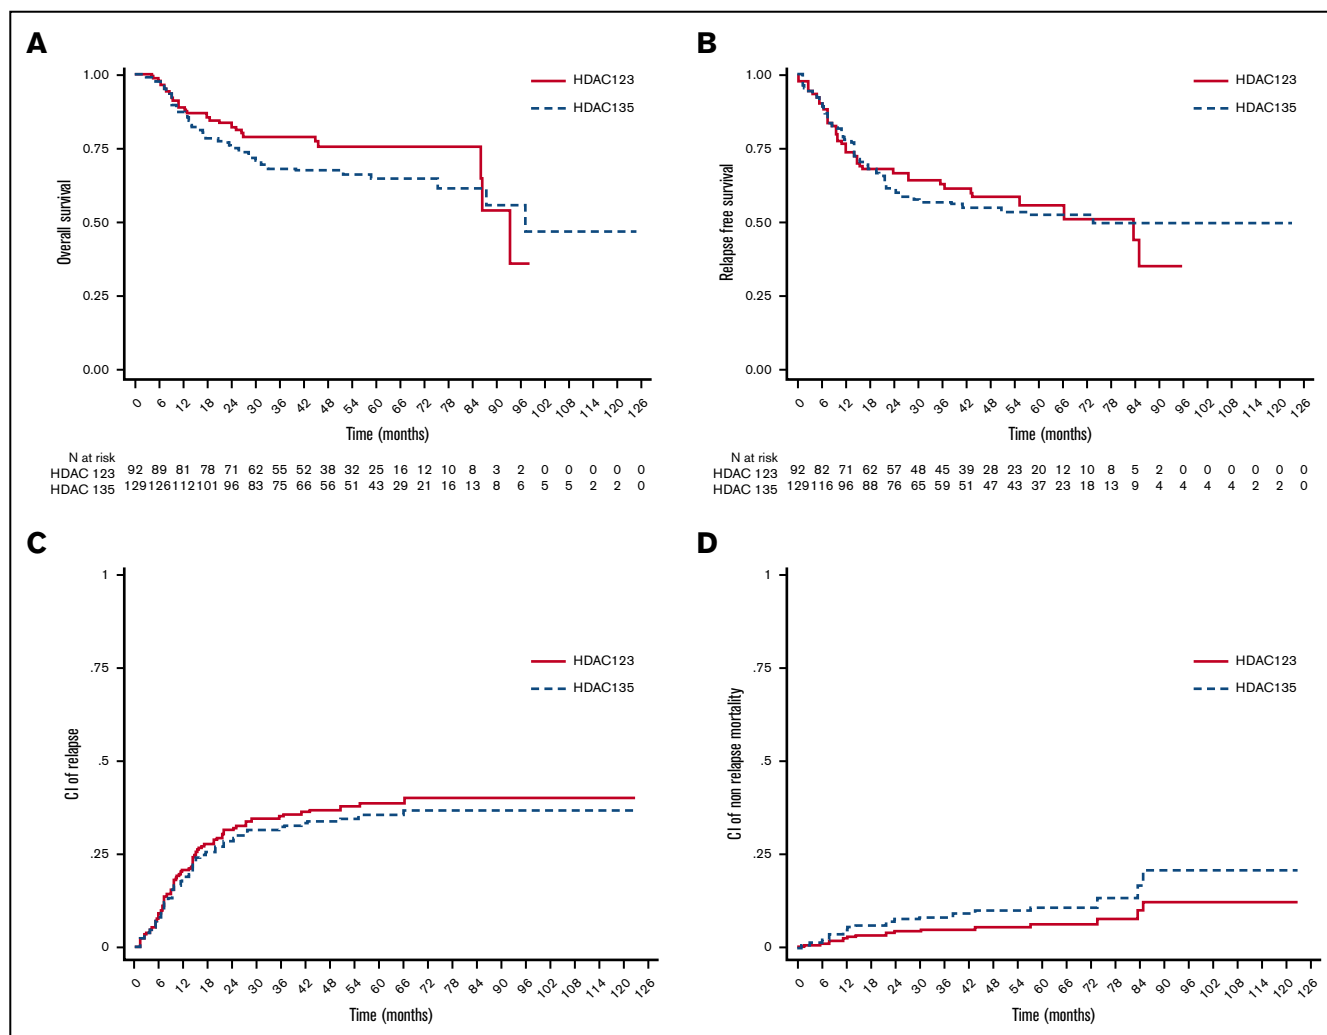 A
Overall survival
1.00
0.75
0.50
0.25
0.00
HDAC123
HDAC135
0 6 12 18 24 30 36 42 48 54 60 66 72 78 84 90 96 102 108 114 120 126
Time (months)
N at risk
HDAC 123 92 89 81 78 71 62 55 52 38 32 25 16 12 10 8 3 2 0 0 0 0 0
HDAC 135 129 126 112 101 96 83 75 66 56 51 43 29 21 16 13 8 6 5 5 2 2 0
B
Relapse free survival
1.00
0.75
0.50
0.25
0.00
HDAC123
HDAC135
0 6 12 18 24 30 36 42 48 54 60 66 72 78 84 90 96 102 108 114 120 126
Time (months)
N at risk
HDAC 123 92 82 71 62 57 48 45 39 28 23 20 12 10 8 5 2 0 0 0 0 0 0
HDAC 135 129 116 96 88 76 65 59 51 47 43 37 23 18 13 9 4 4 4 4 2 2 0
C
CI of relapse
1
.75
.5
.25
0
HDAC123
HDAC135
0 6 12 18 24 30 36 42 48 54 60 66 72 78 84 90 96 102 108 114 120 126
Time (months)
D
CI of non relapse mortality
1
.75
.5
.25
0
HDAC123
HDAC135
0 6 12 18 24 30 36 42 48 54 60 66 72 78 84 90 96 102 108 114 120 126
Time (months)